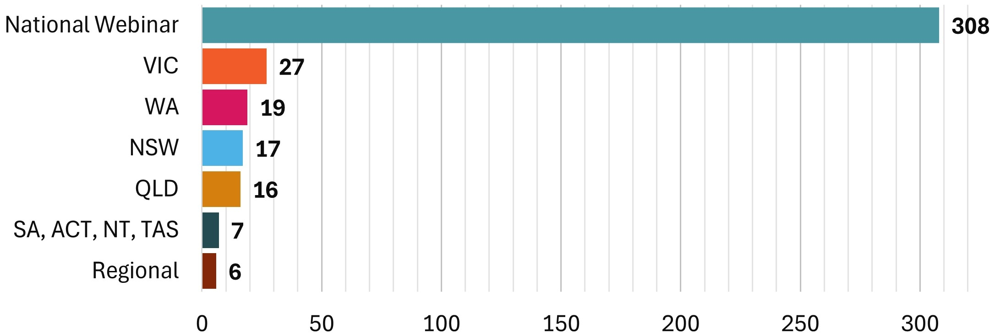 National Webinar 308
VIC 27
WA 19
NSW 17
QLD 16
SA, ACT, NT, TAS 7
Regional 6
0 50 100 150 200 250 300